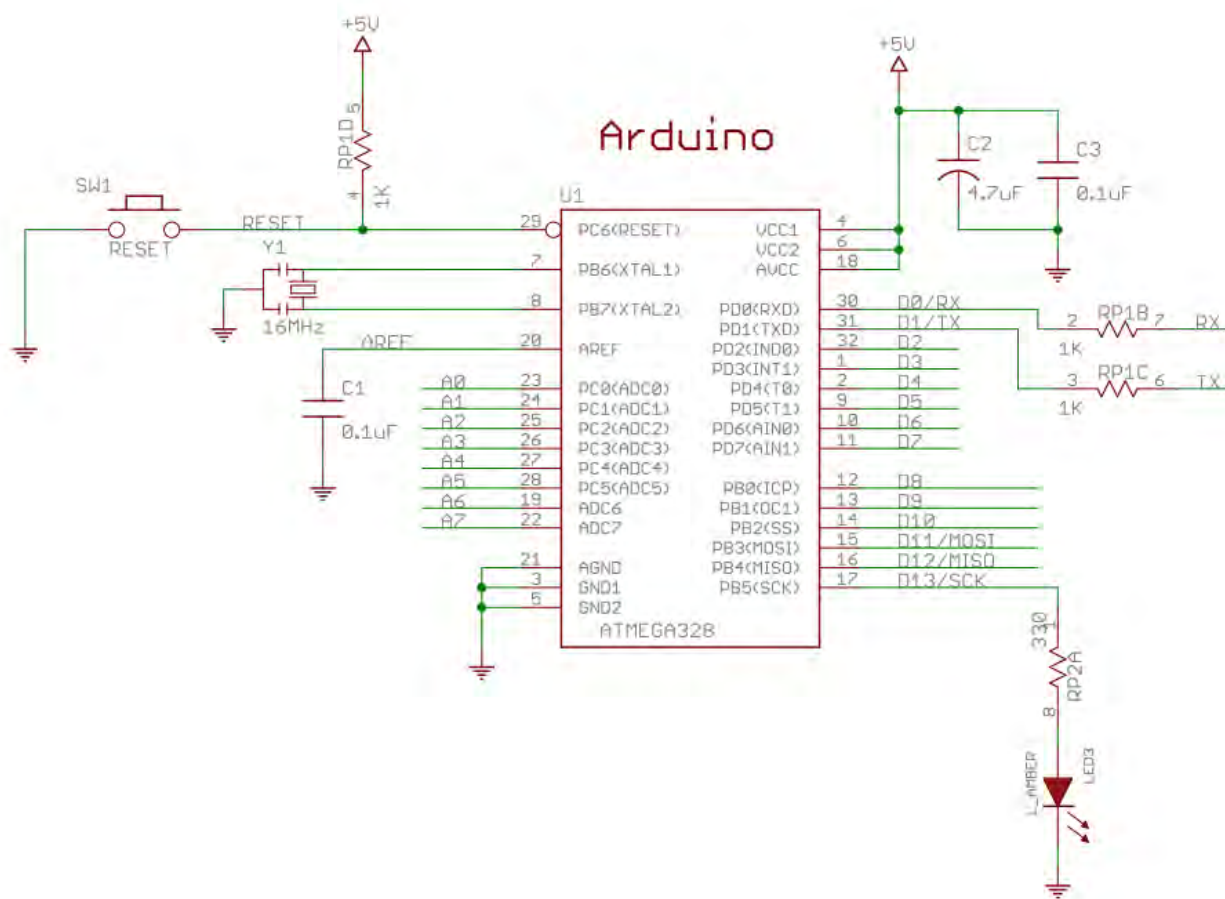 +5V
5
RP1D
4
1K
SW1
RESET
RESET
Y1
16MHz
AREF
C1
0.1uF
A0
A1
A2
A3
A4
A5
A6
A7
Arduino
U1
29 PC6(RESET)
7 PB6(XTAL1)
8 PB7(XTAL2)
20 AREF
23 PC0(ADC0)
24 PC1(ADC1)
25 PC2(ADC2)
26 PC3(ADC3)
27 PC4(ADC4)
28 PC5(ADC5)
19 ADC6
22 ADC7
21 AGND
3 GND1
5 GND2
ATMEGA328
VCC1 4
VCC2 6
AVCC 18
PD0(RXD) 30 D0/RX
PD1(TXD) 31 D1/TX
PD2(IND0) 32 D2
PD3(INT1) 1 D3
PD4(T0) 2 D4
PD5(T1) 9 D5
PD6(AIN0) 10 D6
PD7(AIN1) 11 D7
PB0(ICP) 12 D8
PB1(OC1) 13 D9
PB2(SS) 14 D10
PB3(MOSI) 15 D11/MOSI
PB4(MISO) 16 D12/MISO
PB5(SCK) 17 D13/SCK
+5V
C2
4.7uF
C3
0.1uF
2 RP1B 7 RX
1K
3 RP1C 6 TX
1K
330
1
RP2A
8
L_AMBER
LED3